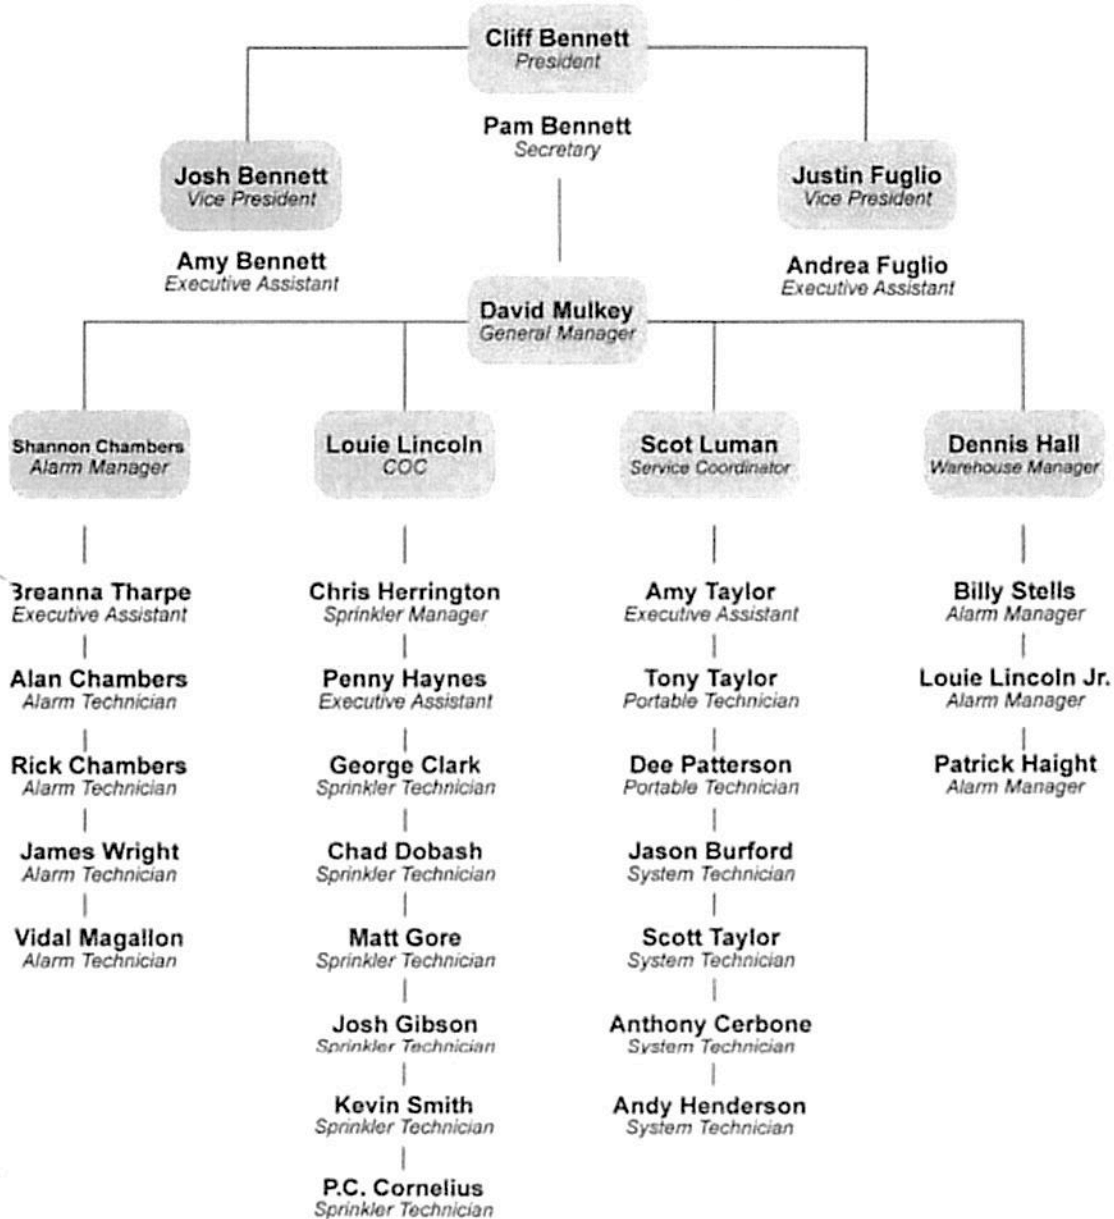 Cliff Bennett
President
Pam Bennett
Secretary
Josh Bennett
Vice President
Amy Bennett
Executive Assistant
Justin Fuglio
Vice President
Andrea Fuglio
Executive Assistant
David Mulkey
General Manager
Shannon Chambers
Alarm Manager
Breanna Tharpe
Executive Assistant
Alan Chambers
Alarm Technician
Rick Chambers
Alarm Technician
James Wright
Alarm Technician
Vidal Magallon
Alarm Technician
Louie Lincoln
COC
Chris Herrington
Sprinkler Manager
Penny Haynes
Executive Assistant
George Clark
Sprinkler Technician
Chad Dobash
Sprinkler Technician
Matt Gore
Sprinkler Technician
Josh Gibson
Sprinkler Technician
Kevin Smith
Sprinkler Technician
P.C. Cornelius
Sprinkler Technician
Scot Luman
Service Coordinator
Amy Taylor
Executive Assistant
Tony Taylor
Portable Technician
Dee Patterson
Portable Technician
Jason Burford
System Technician
Scott Taylor
System Technician
Anthony Cerbone
System Technician
Andy Henderson
System Technician
Dennis Hall
Warehouse Manager
Billy Stells
Alarm Manager
Louie Lincoln Jr.
Alarm Manager
Patrick Haight
Alarm Manager